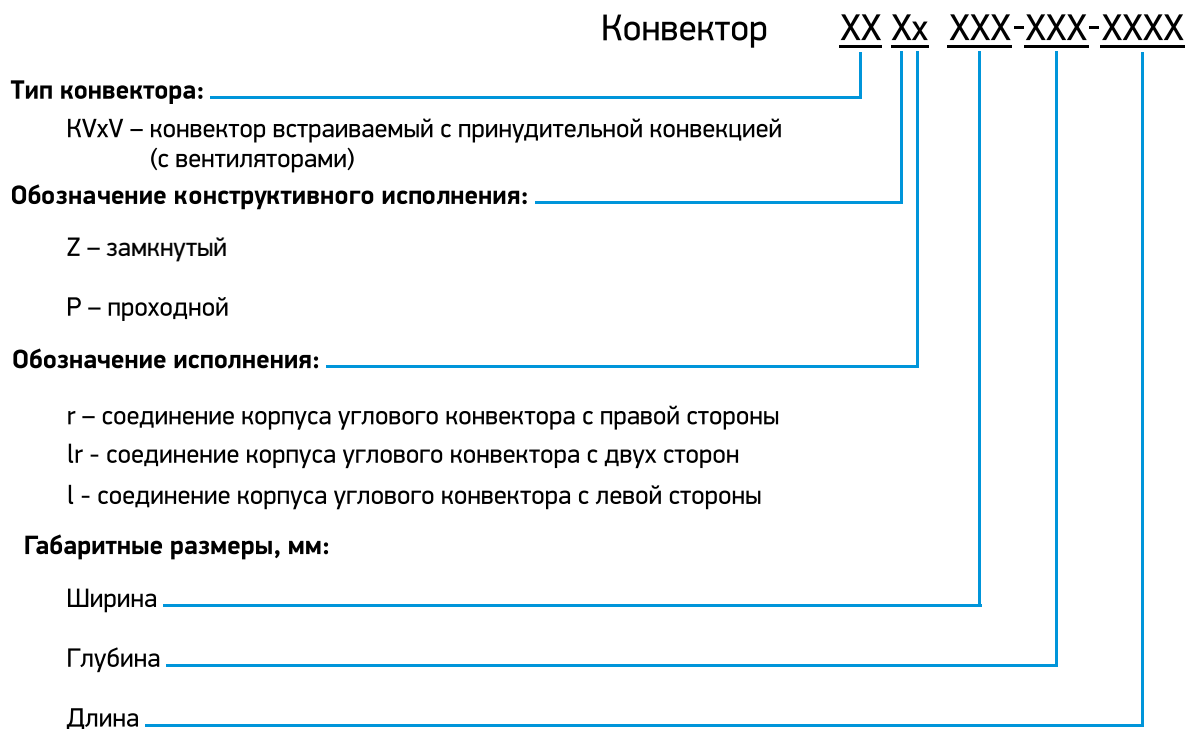 Конвектор XX Xx XXX-XXX-XXXX
Тип конвектора:
KVxV – конвектор встраиваемый с принудительной конвекцией
(с вентиляторами)
Обозначение конструктивного исполнения:
Z – замкнутый
P – проходной
Обозначение исполнения:
r – соединение корпуса углового конвектора с правой стороны
lr - соединение корпуса углового конвектора с двух сторон
l - соединение корпуса углового конвектора с левой стороны
Габаритные размеры, мм:
Ширина
Глубина
Длина